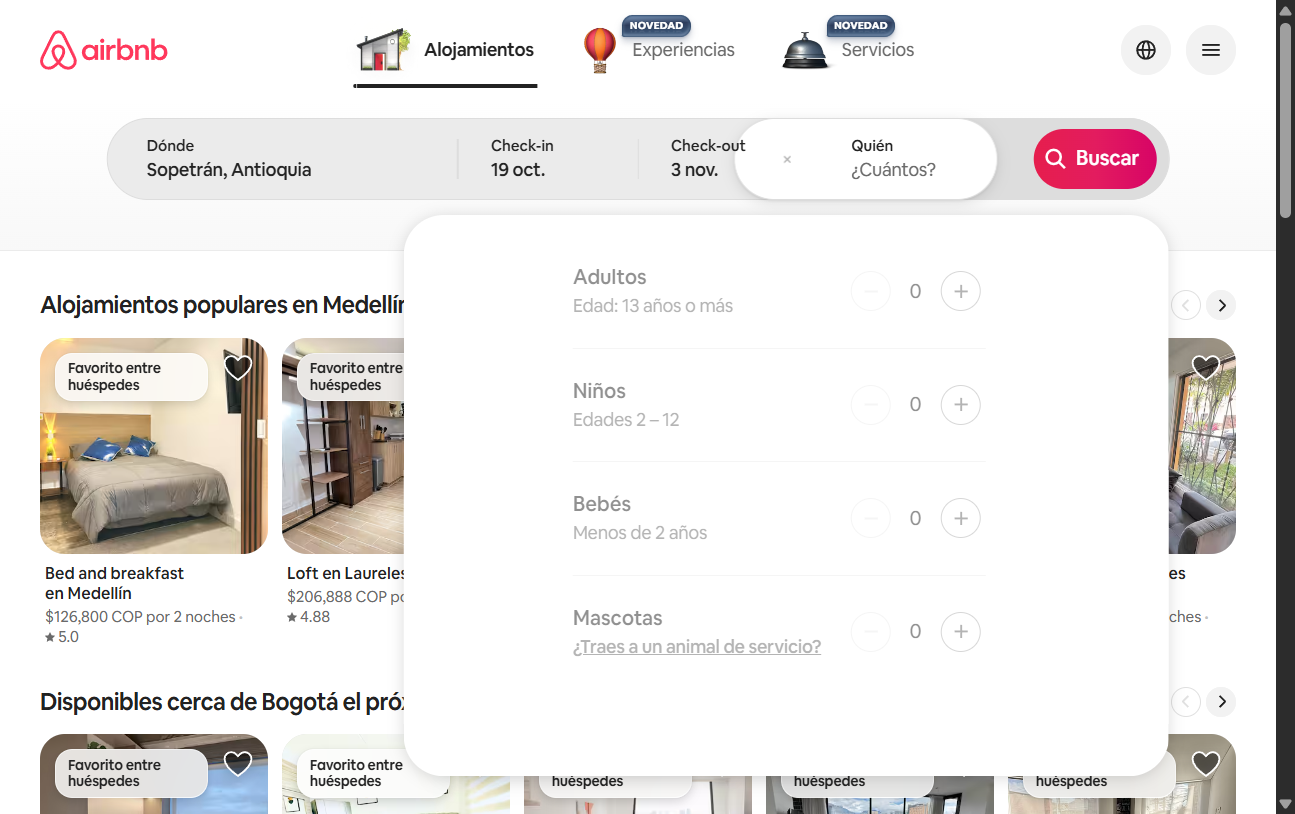 airbnb
Alojamientos
NOVEDAD
Experiencias
NOVEDAD
Servicios
Dónde
Sopetrán, Antioquia
Check-in
19 oct.
Check-out
3 nov.
×
Quién
¿Cuántos?
Buscar
Adultos
Edad: 13 años o más
0
Niños
Edades 2 – 12
0
Bebés
Menos de 2 años
0
Mascotas
¿Traes a un animal de servicio?
0
Alojamientos populares en Medellín
Favorito entre
huéspedes
Favorito entre
huéspedes
Bed and breakfast
en Medellín
$126,800 COP por 2 noches ·
★ 5.0
Loft en Laureles
$206,888 COP po
★ 4.88
es
ches ·
Disponibles cerca de Bogotá el próx
Favorito entre
huéspedes
Favorito entre
huéspedes
huéspedes
huéspedes
huéspedes